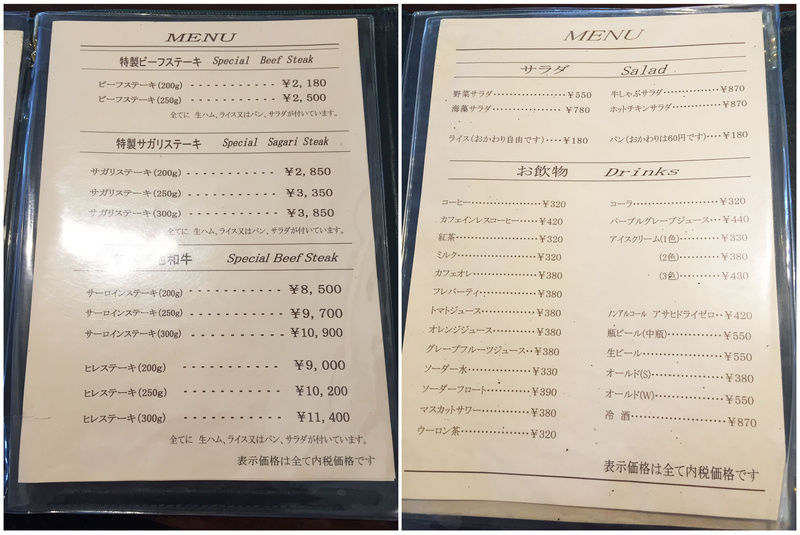 MENU
特製ビーフステーキ Special Beef Steak
ビーフステーキ(200g) ・・・・・・・・・・・ ¥2,180
ビーフステーキ(250g) ・・・・・・・・・・・ ¥2,500
全てに 生ハム、ライス又はパン、サラダが付いています。
特製サガリステーキ Special Sagari Steak
サガリステーキ(200g) ・・・・・・・・・・・ ¥2,850
サガリステーキ(250g) ・・・・・・・・・・・ ¥3,350
サガリステーキ(300g) ・・・・・・・・・・・ ¥3,850
全てに 生ハム、ライス又はパン、サラダが付いています。
和牛 Special Beef Steak
サーロインステーキ(200g) ・・・・・・・・・・・ ¥8,500
サーロインステーキ(250g) ・・・・・・・・・・・ ¥9,700
サーロインステーキ(300g) ・・・・・・・・・・・ ¥10,900
ヒレステーキ(200g) ・・・・・・・・・・・ ¥9,000
ヒレステーキ(250g) ・・・・・・・・・・・ ¥10,200
ヒレステーキ(300g) ・・・・・・・・・・・ ¥11,400
全てに 生ハム、ライス又はパン、サラダが付いています。
表示価格は全て内税価格です
MENU
サラダ Salad
野菜サラダ ・・・・・・・・・・・ ¥550 牛しゃぶサラダ・・・・・・・・・・・ ¥870
海藻サラダ ・・・・・・・・・・・ ¥780 ホットチキンサラダ・・・・・・・・ ¥870
ライス(おかわり自由です)・・・¥180 パン(おかわりは60円です)・・・・¥180
お飲物 Drinks
コーヒー・・・・・・・・・・・・・・・¥320 コーラ・・・・・・・・・・・・・・・¥320
カフェインレスコーヒー・・・・・¥420 パープルグレープジュース・・・¥440
紅茶・・・・・・・・・・・・・・・¥320 アイスクリーム(1色)・・・・・・・¥330
ミルク・・・・・・・・・・・・・・・¥320 (2色)・・・・・・・¥380
カフェオレ・・・・・・・・・・・・・¥380 (3色)・・・・・・・¥430
フレバーティ・・・・・・・・・・・¥380
トマトジュース・・・・・・・・・・¥380 ノンアルコール アサヒドライゼロ・・¥420
オレンジジュース・・・・・・・・・¥380 瓶ビール(中瓶)・・・・・・・・・・¥550
グレープフルーツジュース・・¥380 生ビール・・・・・・・・・・・・・¥550
ソーダー水・・・・・・・・・・・・¥330 オールド(S)・・・・・・・・・・・¥380
ソーダーフロート・・・・・・・・・¥390 オールド(W)・・・・・・・・・・・¥550
マスカットサワー・・・・・・・・・¥380 冷 酒・・・・・・・・・・・・・・・¥870
ウーロン茶・・・・・・・・・・・・¥320
表示価格は全て内税価格です